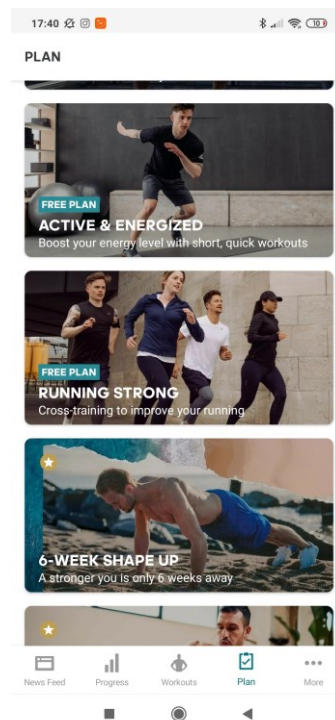 17:40
10
PLAN
FREE PLAN
ACTIVE & ENERGIZED
Boost your energy level with short, quick workouts
FREE PLAN
RUNNING STRONG
Cross-training to improve your running
6-WEEK SHAPE UP
A stronger you is only 6 weeks away
News Feed
Progress
Workouts
Plan
More